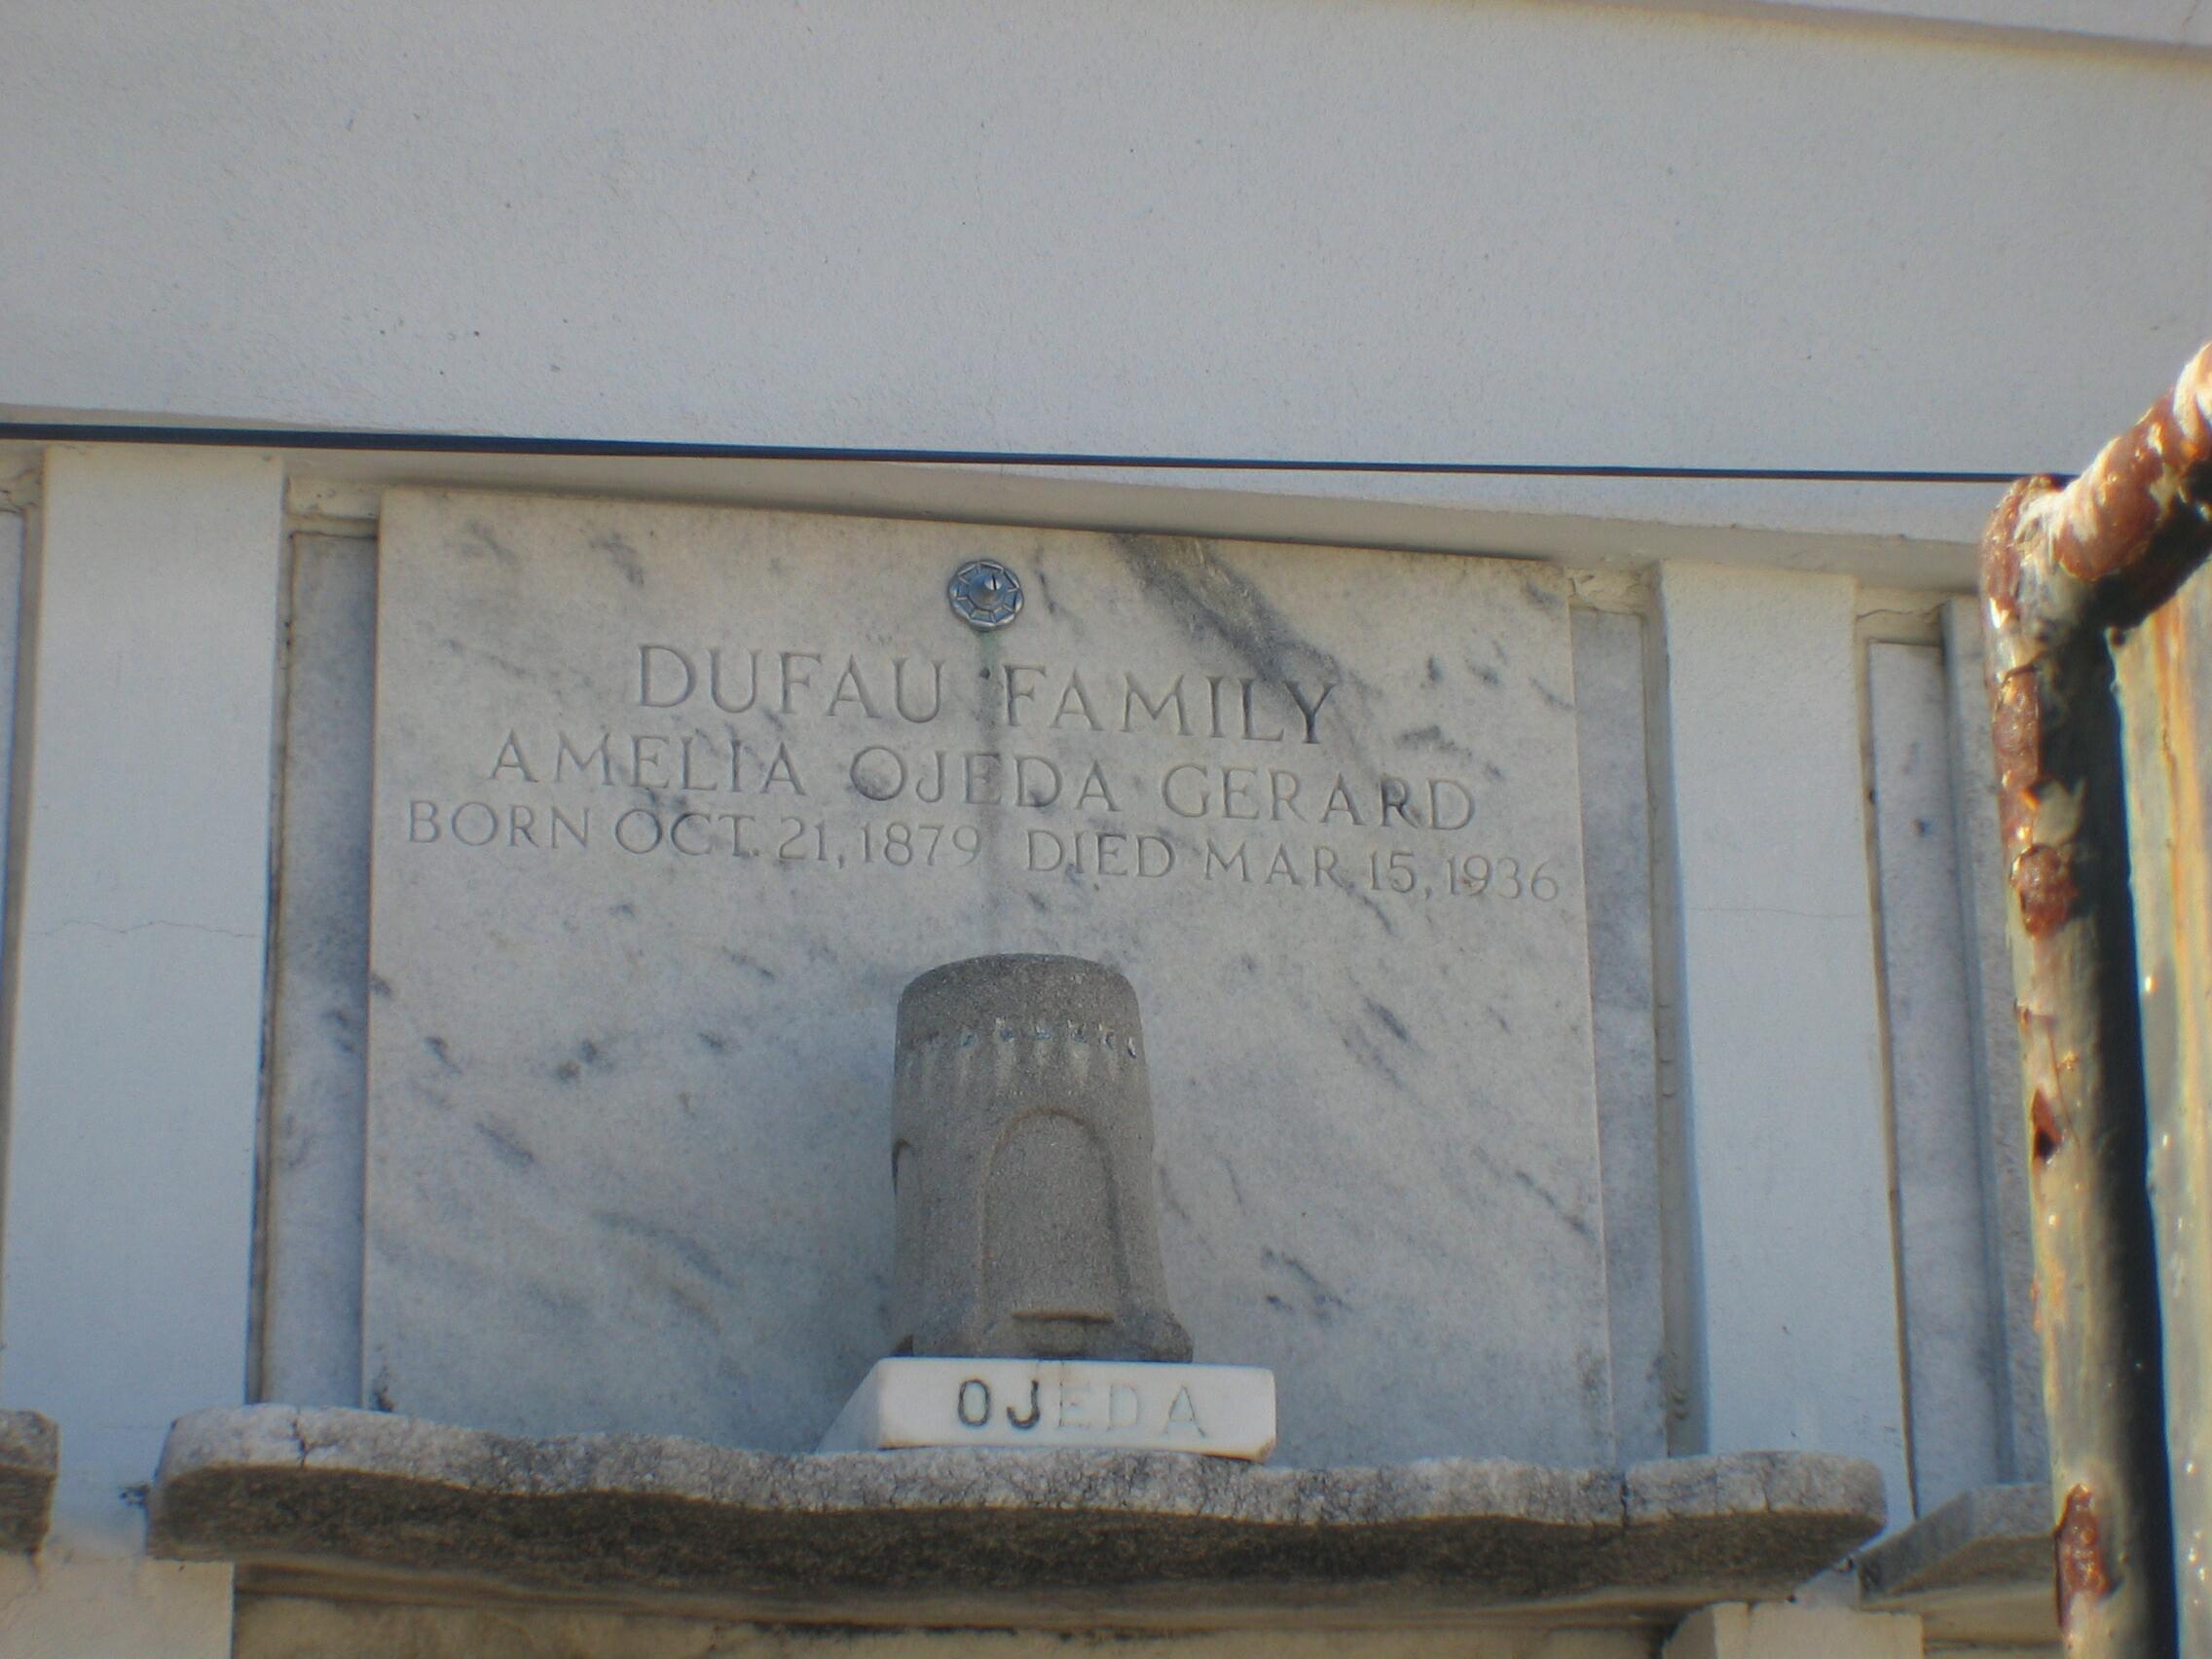 DUFAU FAMILY
AMELIA OJEDA GERARD
BORN OCT. 21, 1879 DIED MAR. 15, 1936
OJEDA